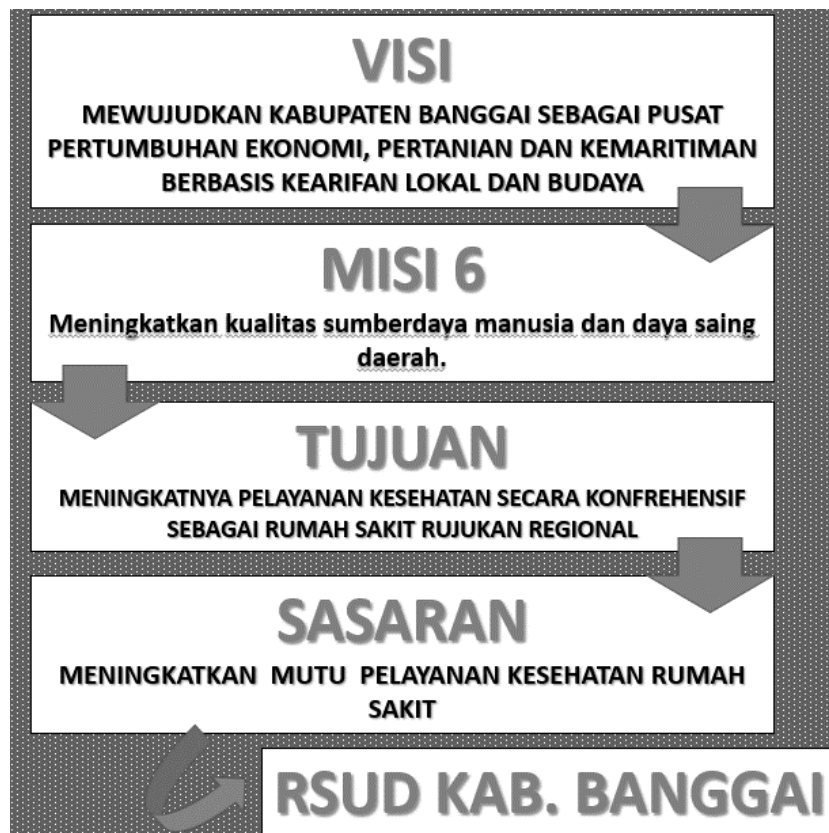 VISI
MEWUJUDKAN KABUPATEN BANGGAI SEBAGAI PUSAT
PERTUMBUHAN EKONOMI, PERTANIAN DAN KEMARITIMAN
BERBASIS KEARIFAN LOKAL DAN BUDAYA
MISI 6
Meningkatkan kualitas sumberdaya manusia dan daya saing
daerah.
TUJUAN
MENINGKATNYA PELAYANAN KESEHATAN SECARA KONFREHENSIF
SEBAGAI RUMAH SAKIT RUJUKAN REGIONAL
SASARAN
MENINGKATKAN MUTU PELAYANAN KESEHATAN RUMAH
SAKIT
RSUD KAB. BANGGAI